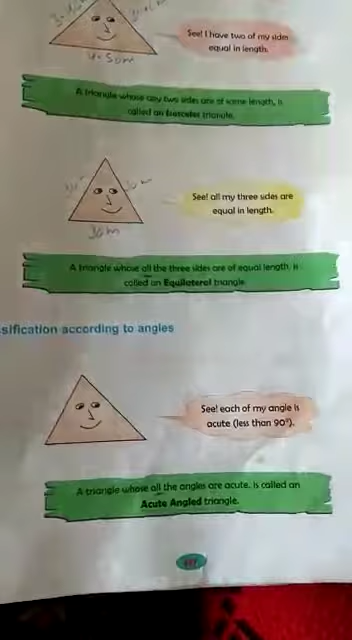 See! I have two of my sides
equal in length.
4.5cm
A triangle whose any two sides are of same length, is
called an Isosceles triangle.
See! all my three sides are
equal in length.
3cm
A triangle whose all the three sides are of equal length, is
called an Equilateral triangle.
sification according to angles
See! each of my angle is
acute (less than 90°).
A triangle whose all the angles are acute, is called an
Acute Angled triangle.